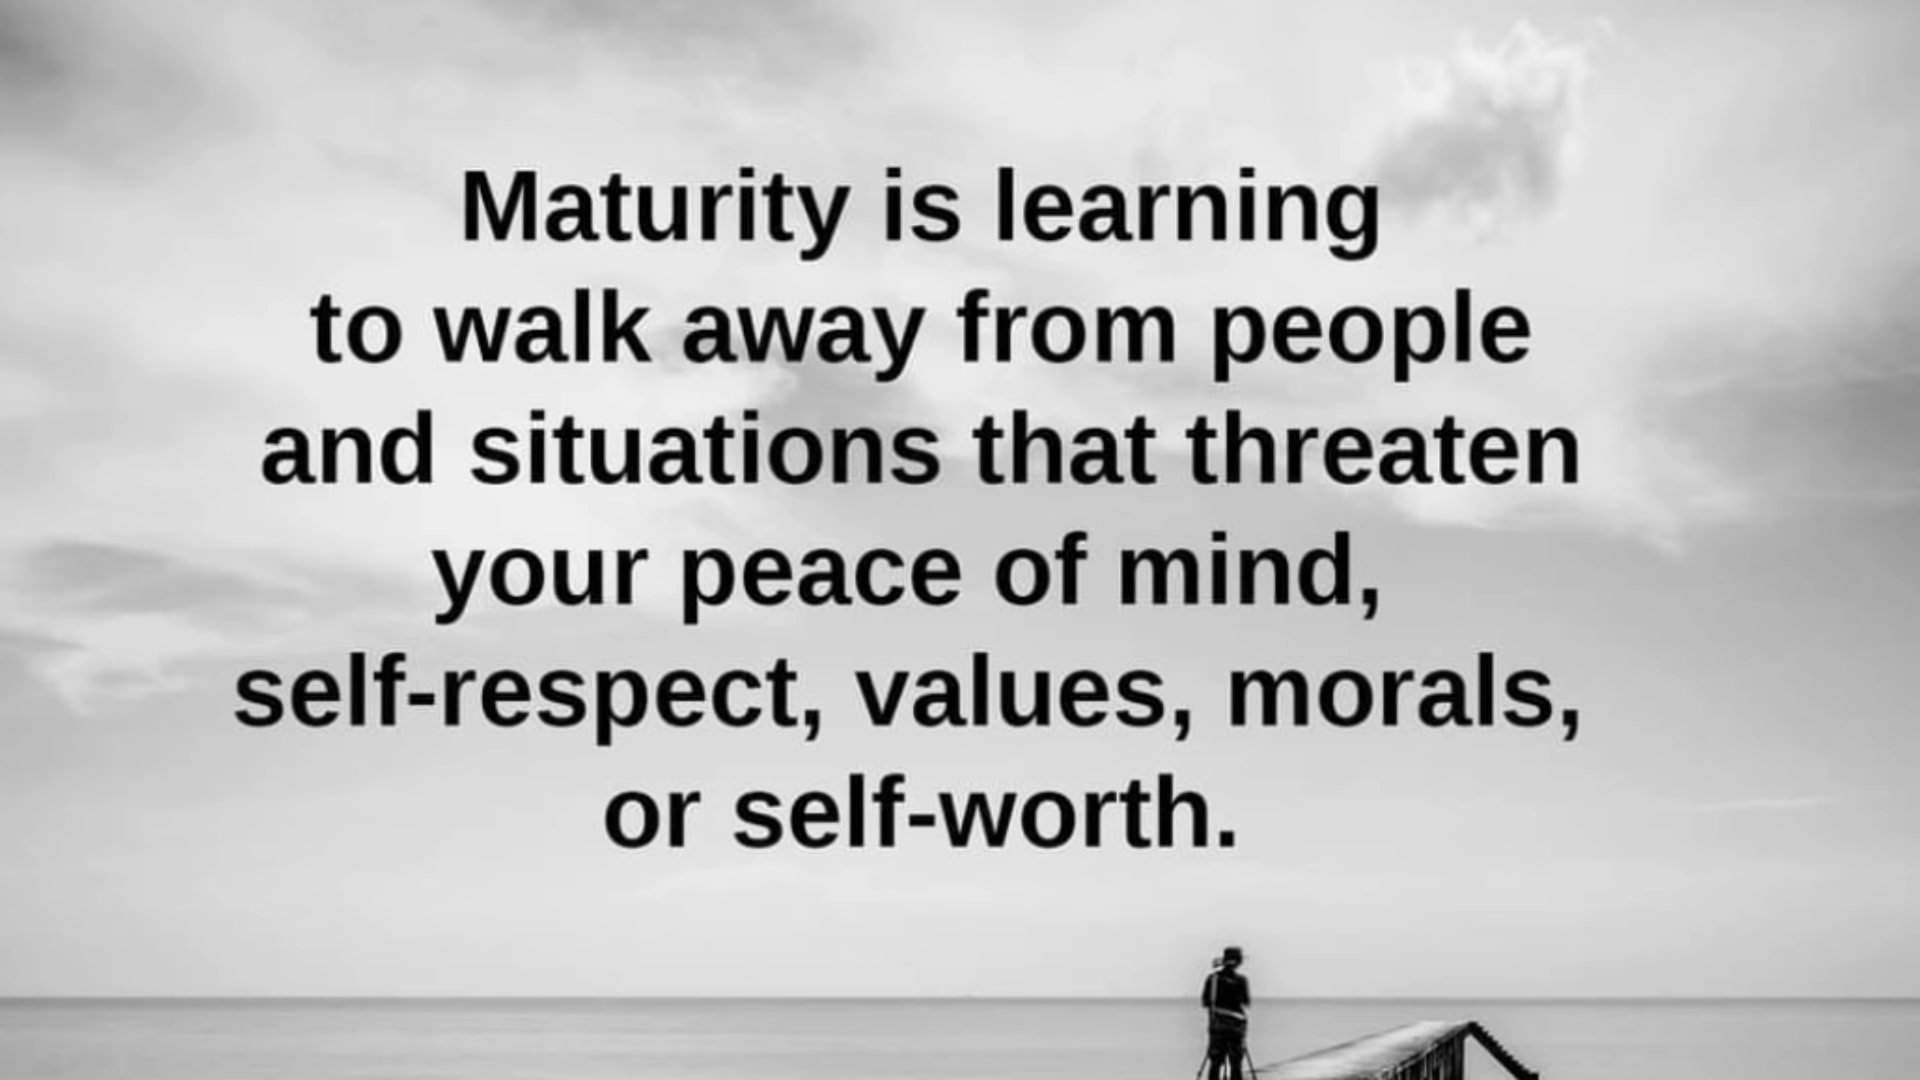 Maturity is learning
to walk away from people
and situations that threaten
your peace of mind,
self-respect, values, morals,
or self-worth.